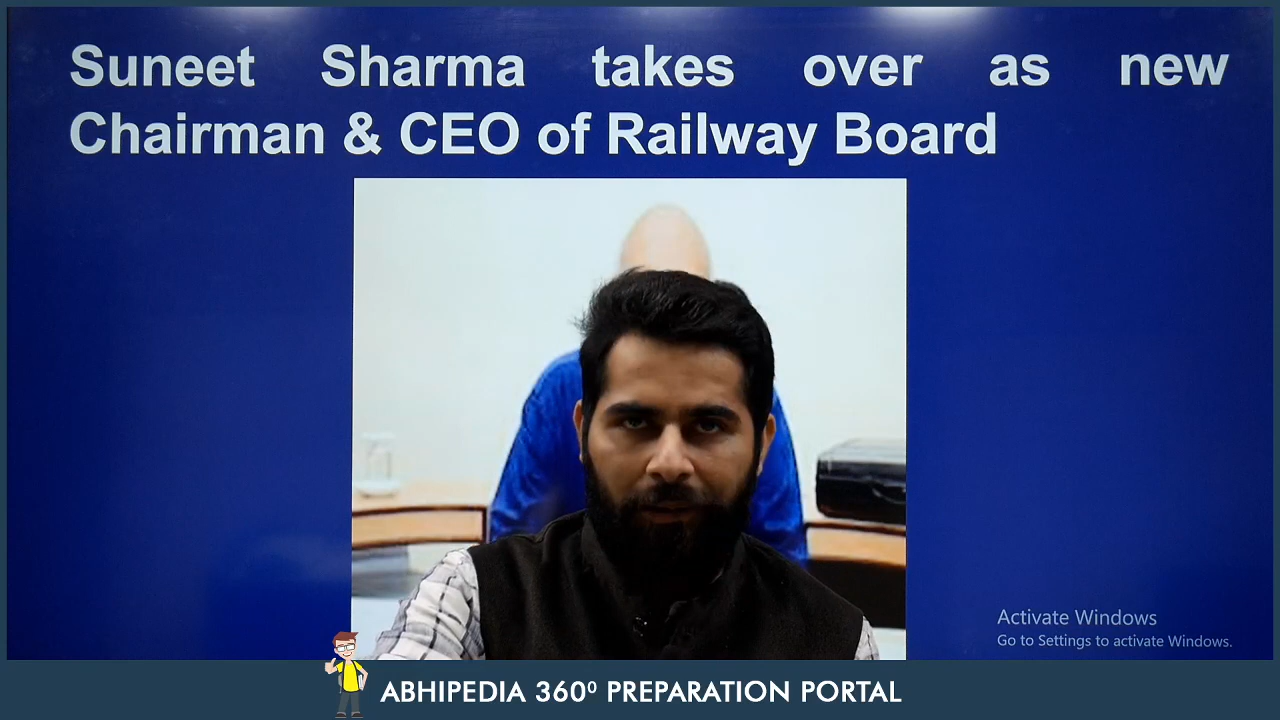 Suneet Sharma takes over as new
Chairman & CEO of Railway Board
Activate Windows
Go to Settings to activate Windows.
ABHIPEDIA 360⁰ PREPARATION PORTAL